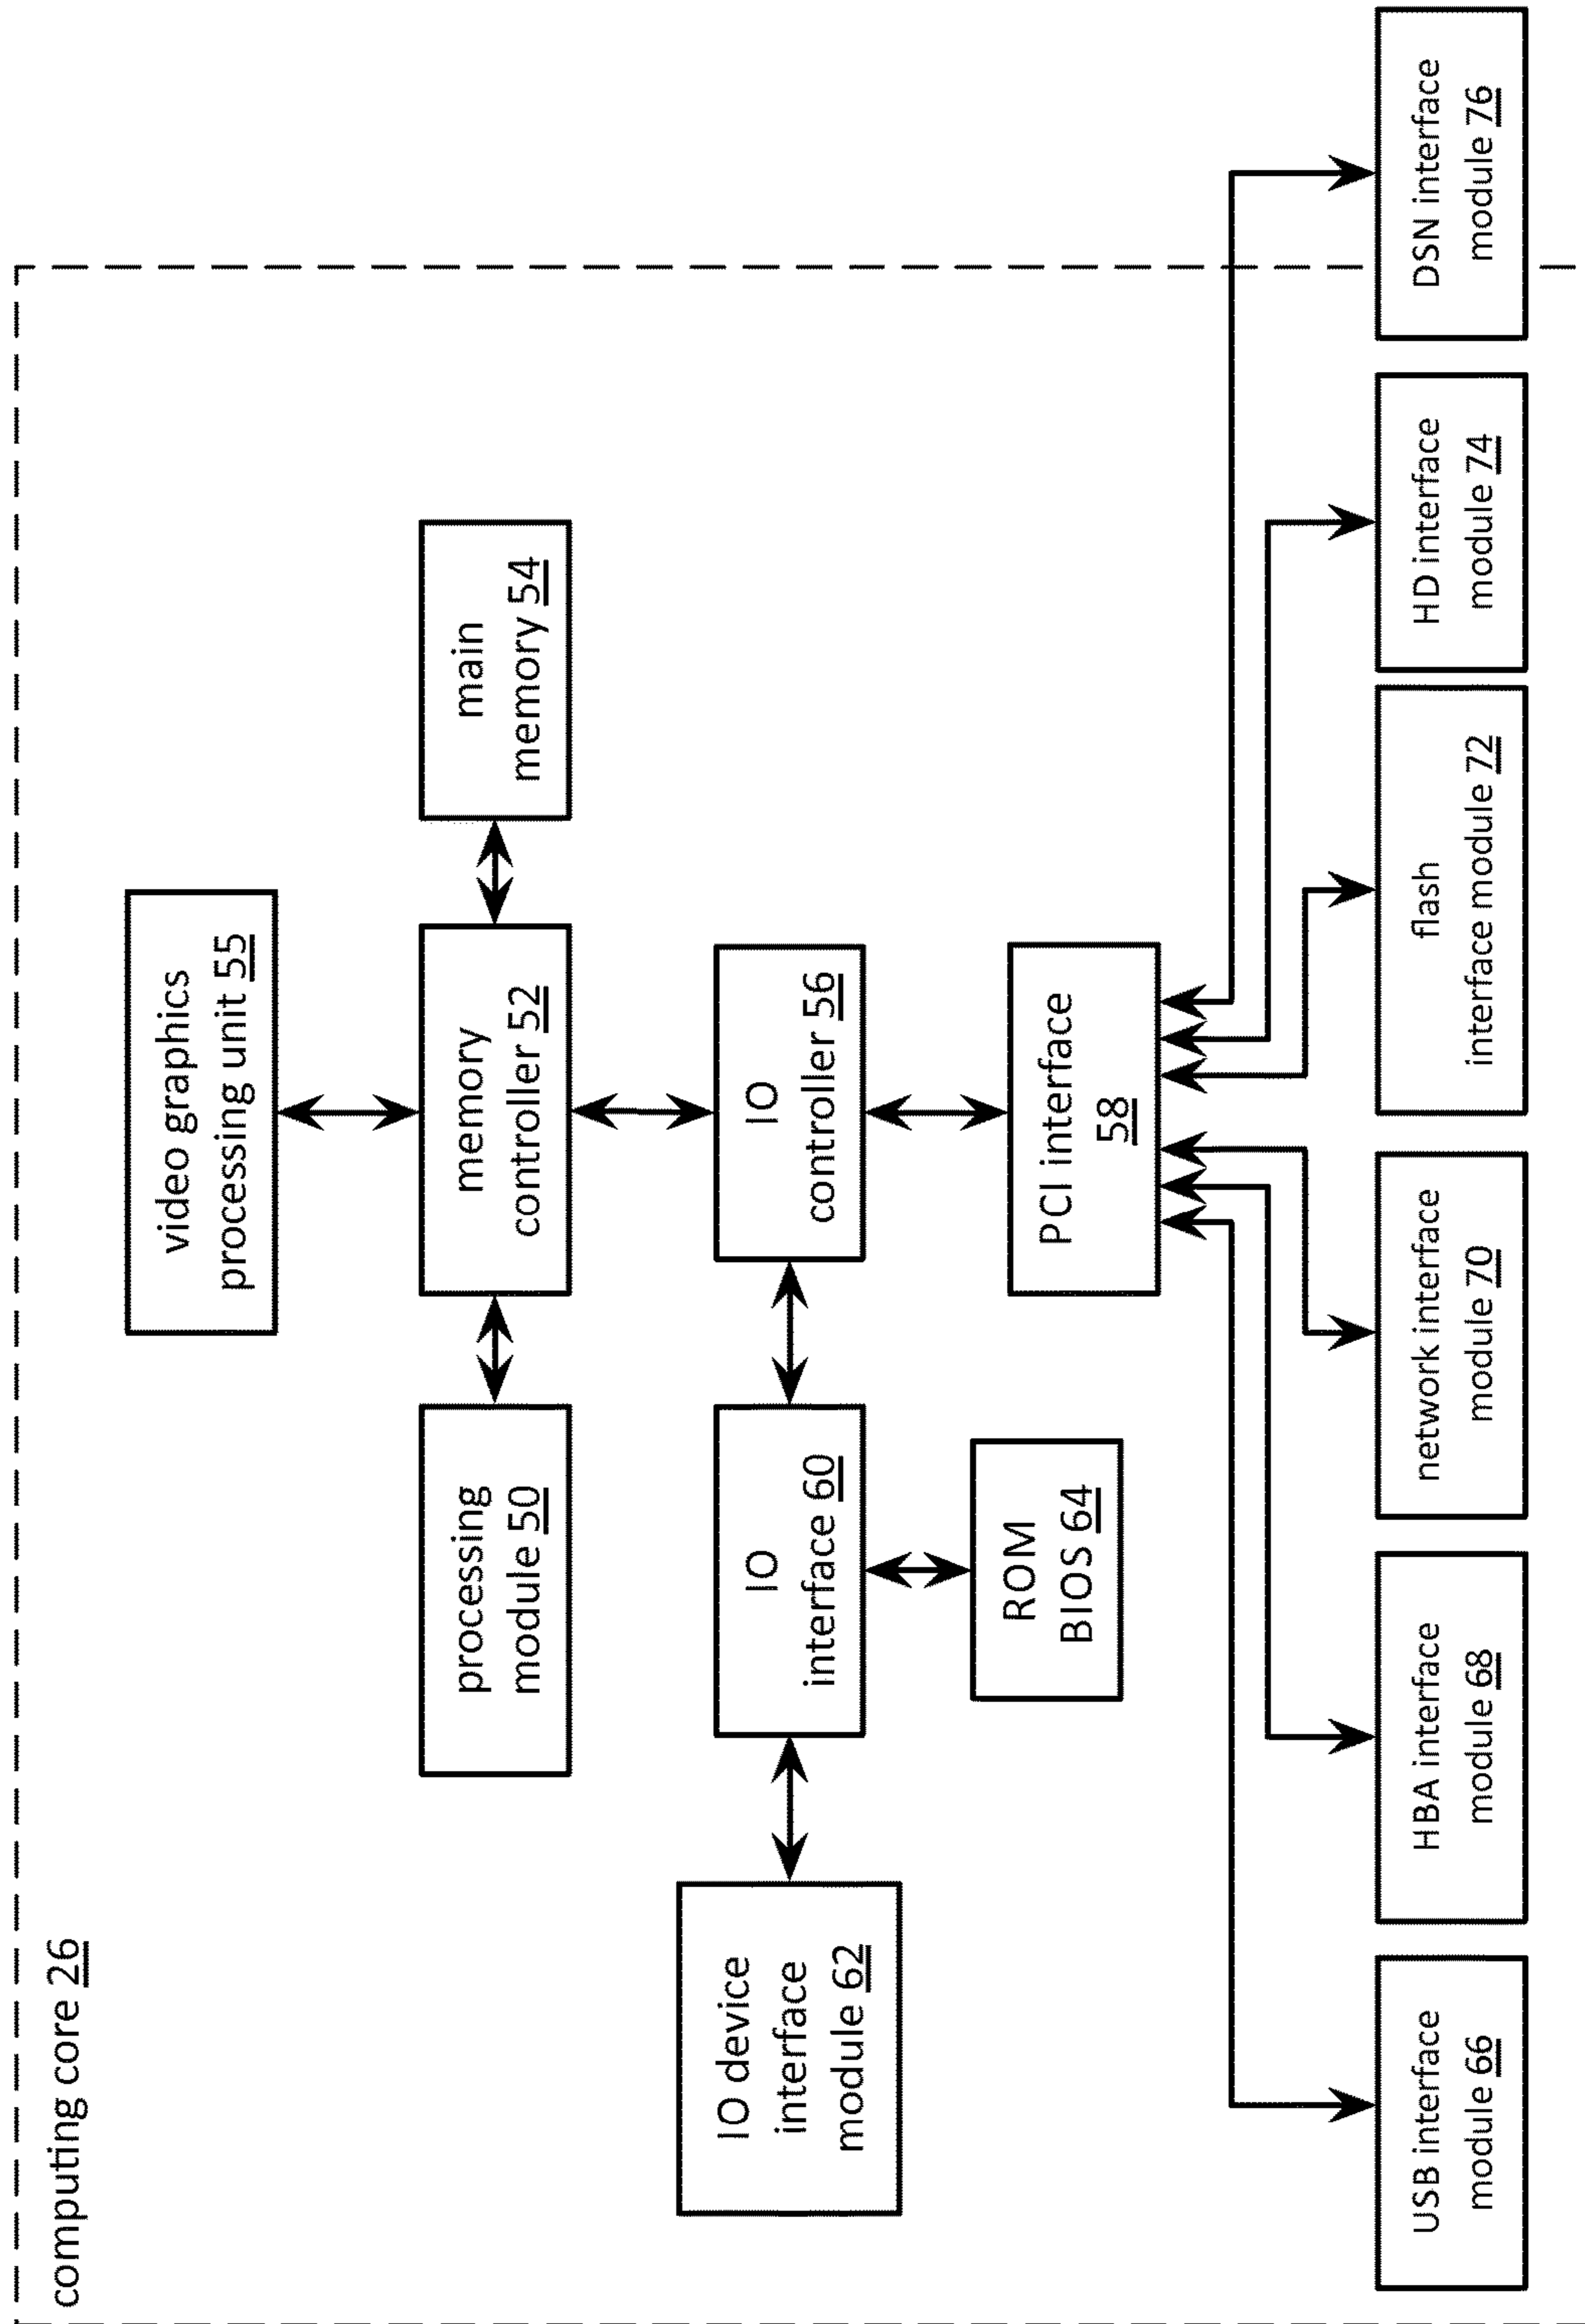 computing core 26
video graphics
processing unit 55
processing
module 50
memory
controller 52
main
memory 54
IO device
interface
module 62
IO
interface 60
IO
controller 56
ROM
BIOS 64
PCI interface
58
USB interface
module 66
HBA interface
module 68
network interface
module 70
flash
interface module 72
HD interface
module 74
DSN interface
module 76